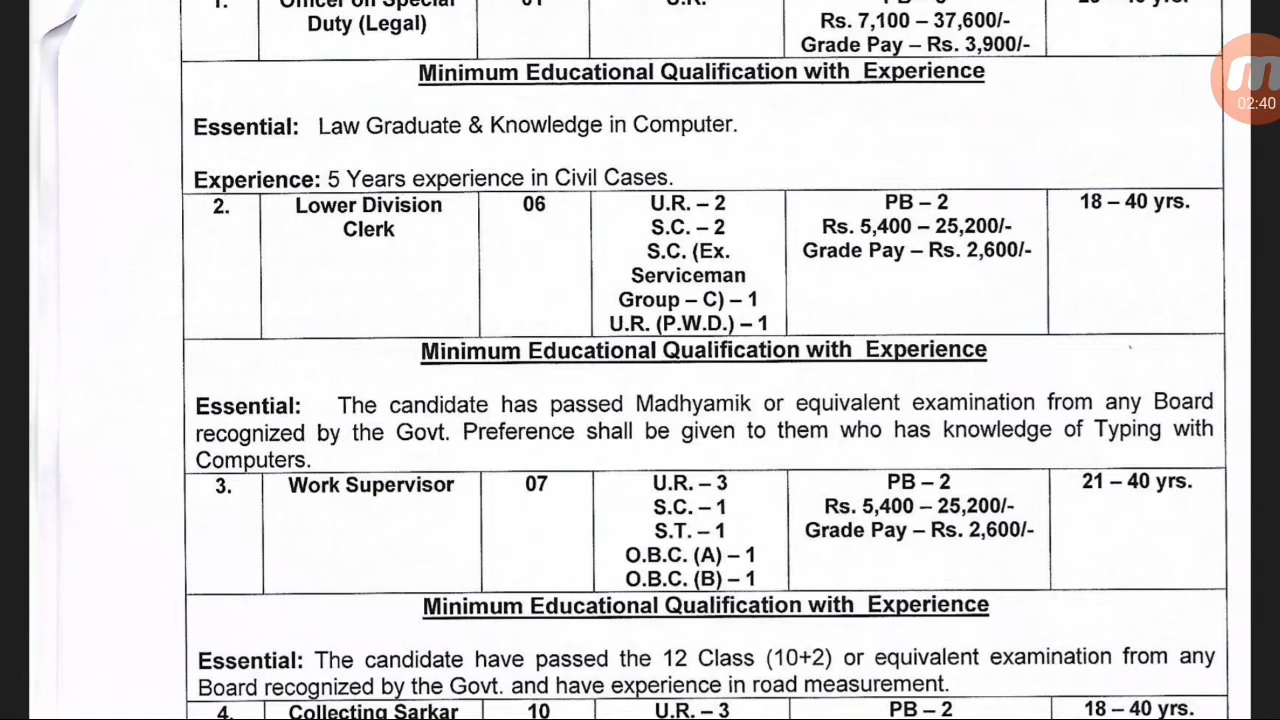 1. Officer on Special 01 U.R.
Duty (Legal) Rs. 7,100 – 37,600/-
Grade Pay – Rs. 3,900/-
Minimum Educational Qualification with Experience
02:40
Essential: Law Graduate & Knowledge in Computer.
Experience: 5 Years experience in Civil Cases.
2. Lower Division 06 U.R. – 2 PB – 2 18 – 40 yrs.
Clerk S.C. – 2 Rs. 5,400 – 25,200/-
S.C. (Ex. Grade Pay – Rs. 2,600/-
Serviceman
Group – C) – 1
U.R. (P.W.D.) – 1
Minimum Educational Qualification with Experience
Essential: The candidate has passed Madhyamik or equivalent examination from any Board
recognized by the Govt. Preference shall be given to them who has knowledge of Typing with
Computers.
3. Work Supervisor 07 U.R. – 3 PB – 2 21 – 40 yrs.
S.C. – 1 Rs. 5,400 – 25,200/-
S.T. – 1 Grade Pay – Rs. 2,600/-
O.B.C. (A) – 1
O.B.C. (B) – 1
Minimum Educational Qualification with Experience
Essential: The candidate have passed the 12 Class (10+2) or equivalent examination from any
Board recognized by the Govt. and have experience in road measurement.
4. Collecting Sarkar 10 U.R. – 3 PB – 2 18 – 40 yrs.